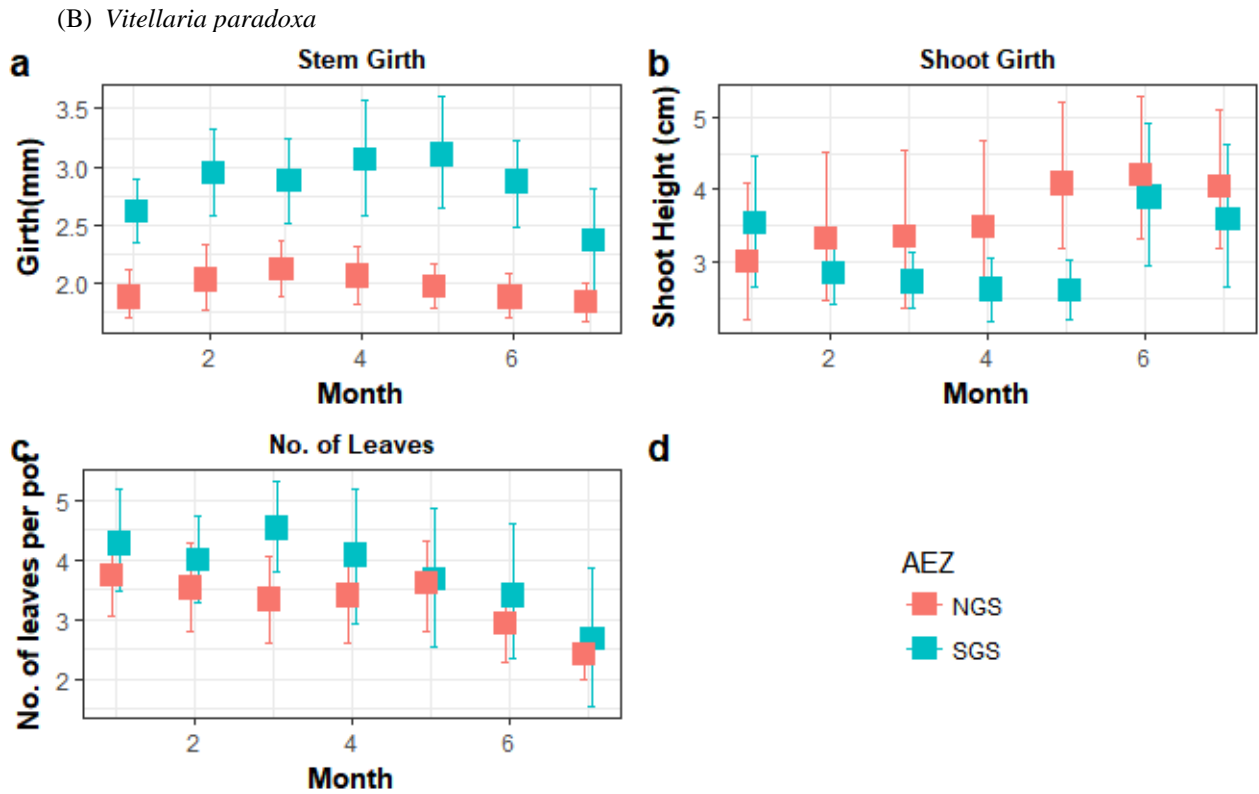 (B) Vitellaria paradoxa
a
Stem Girth
Girth(mm)
3.5
3.0
2.5
2.0
2
4
6
Month
b
Shoot Girth
Shoot Height (cm)
5
4
3
2
4
6
Month
c
No. of Leaves
No. of leaves per pot
5
4
3
2
2
4
6
Month
d
AEZ
NGS
SGS